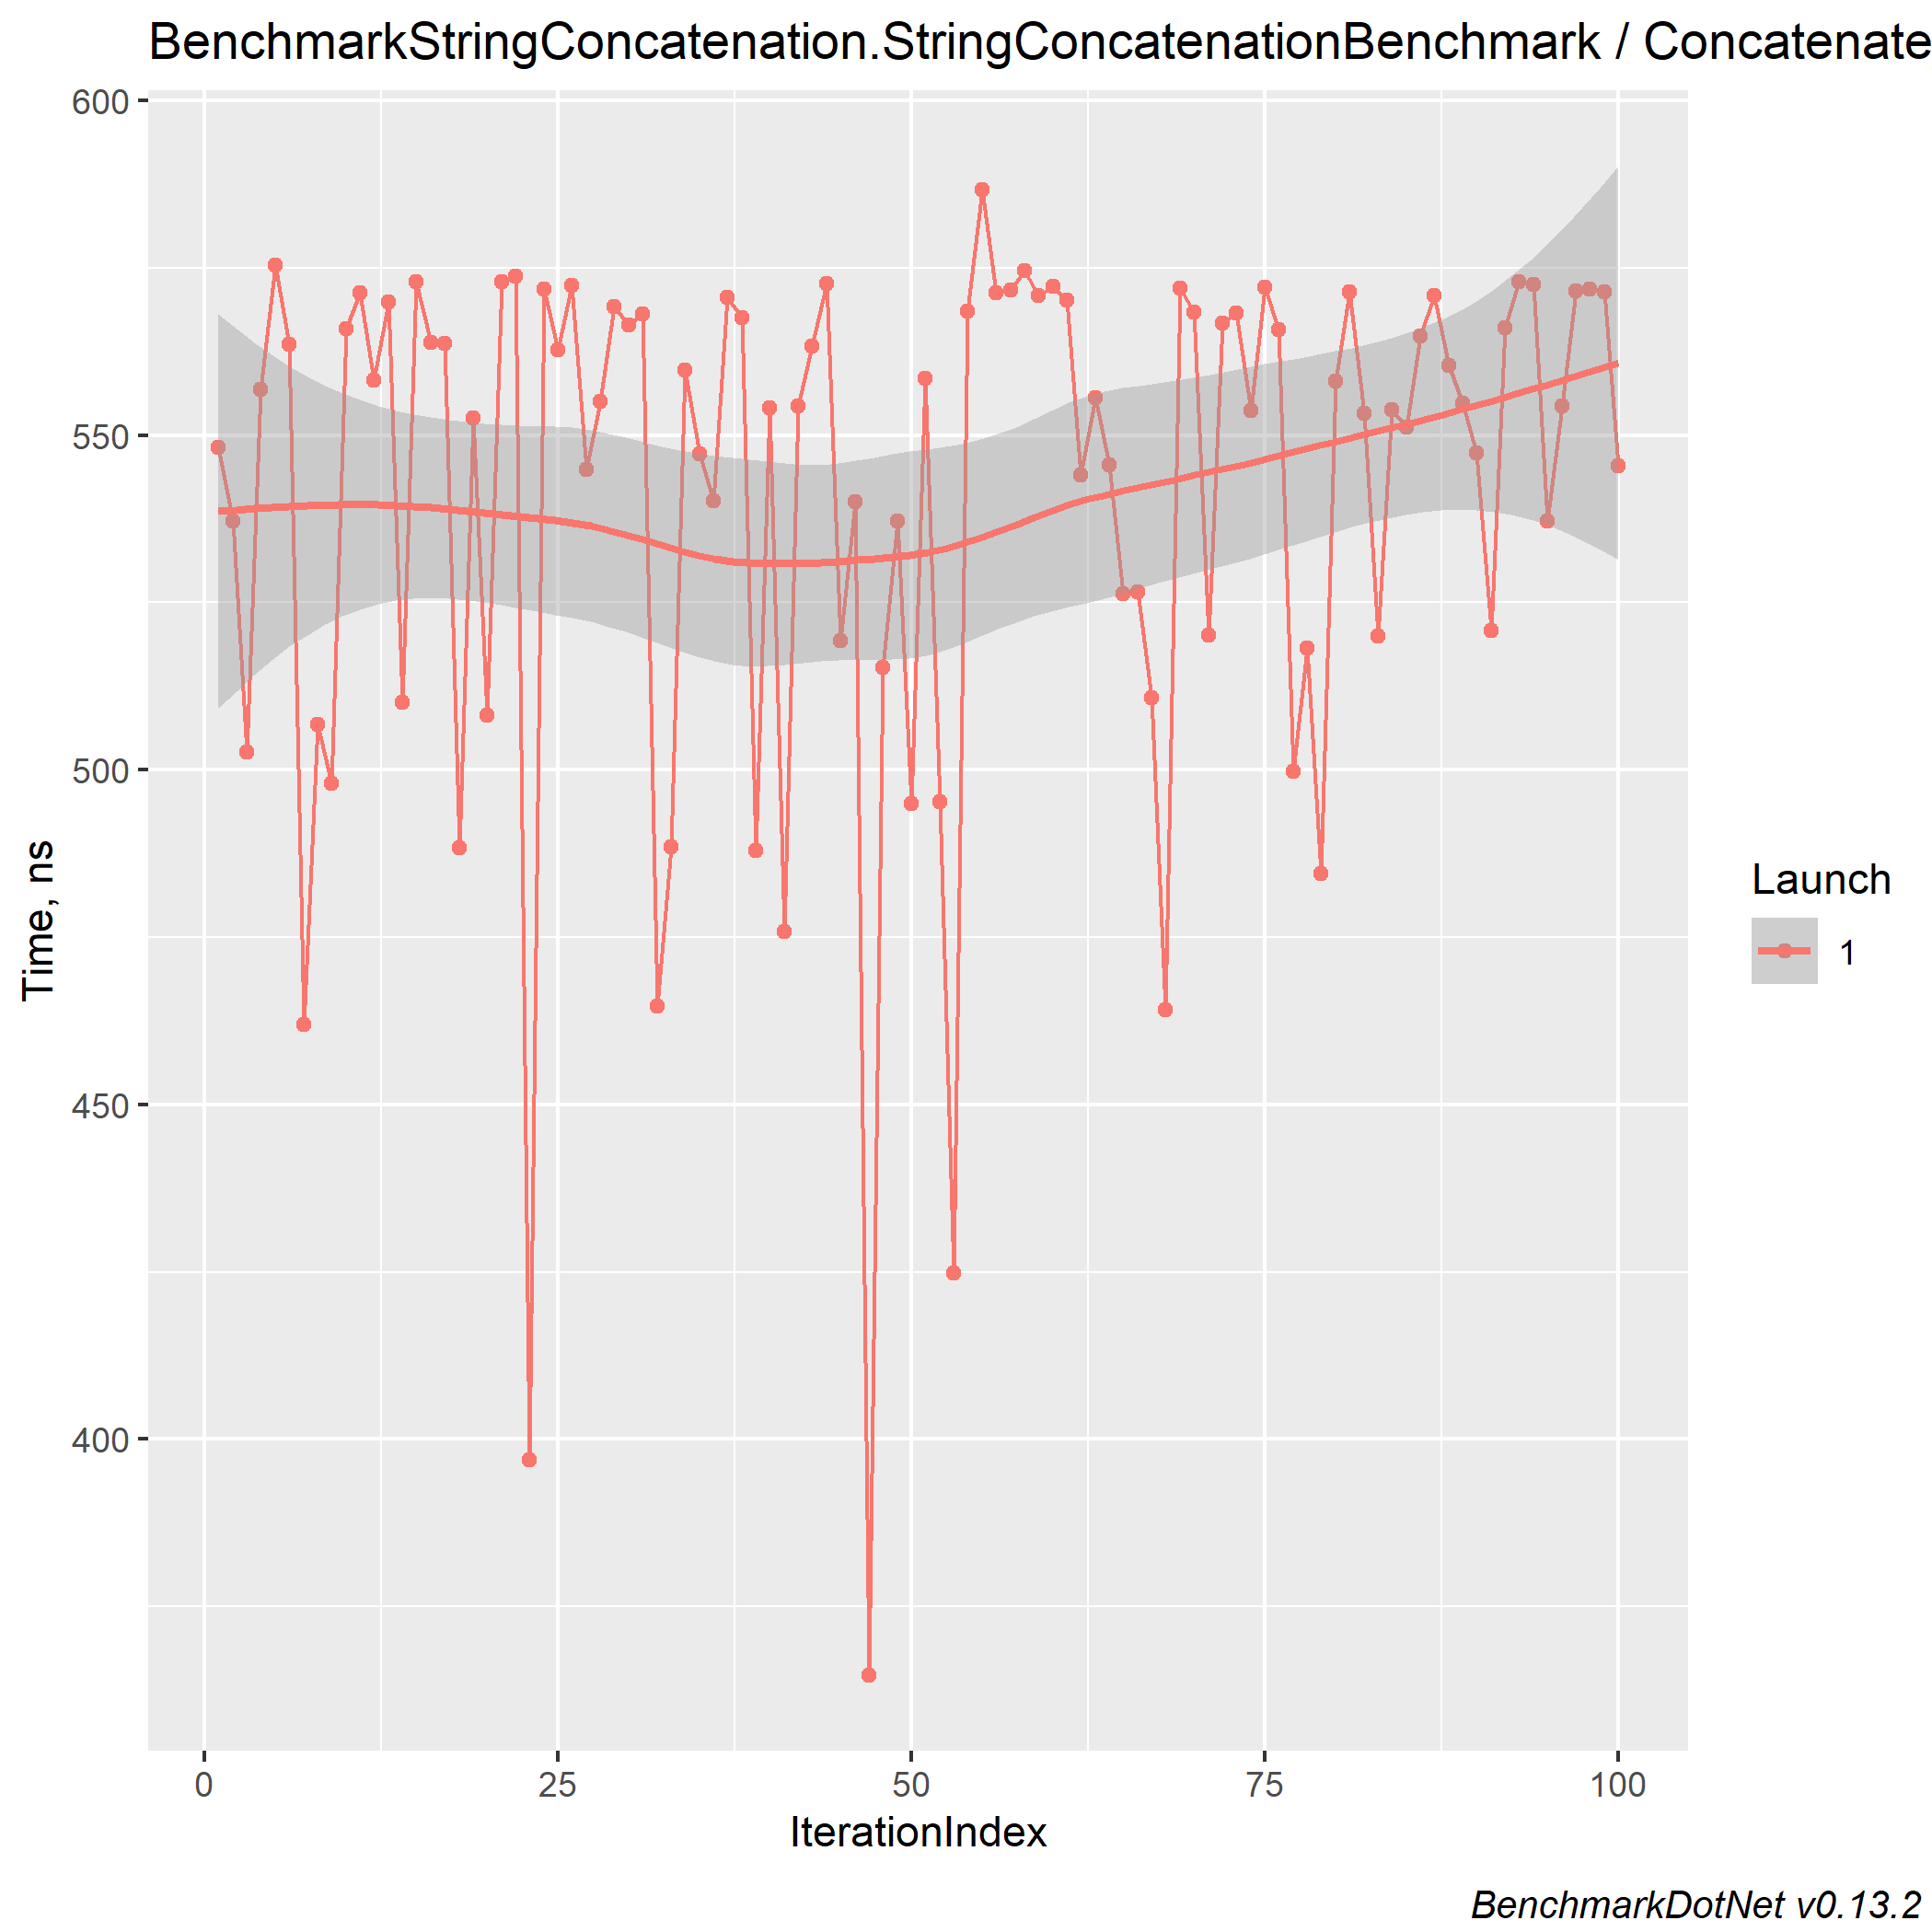 BenchmarkStringConcatenation.StringConcatenationBenchmark / Concatenate
600
550
500
450
400
Time, ns
0 25 50 75 100
IterationIndex
Launch
1
BenchmarkDotNet v0.13.2